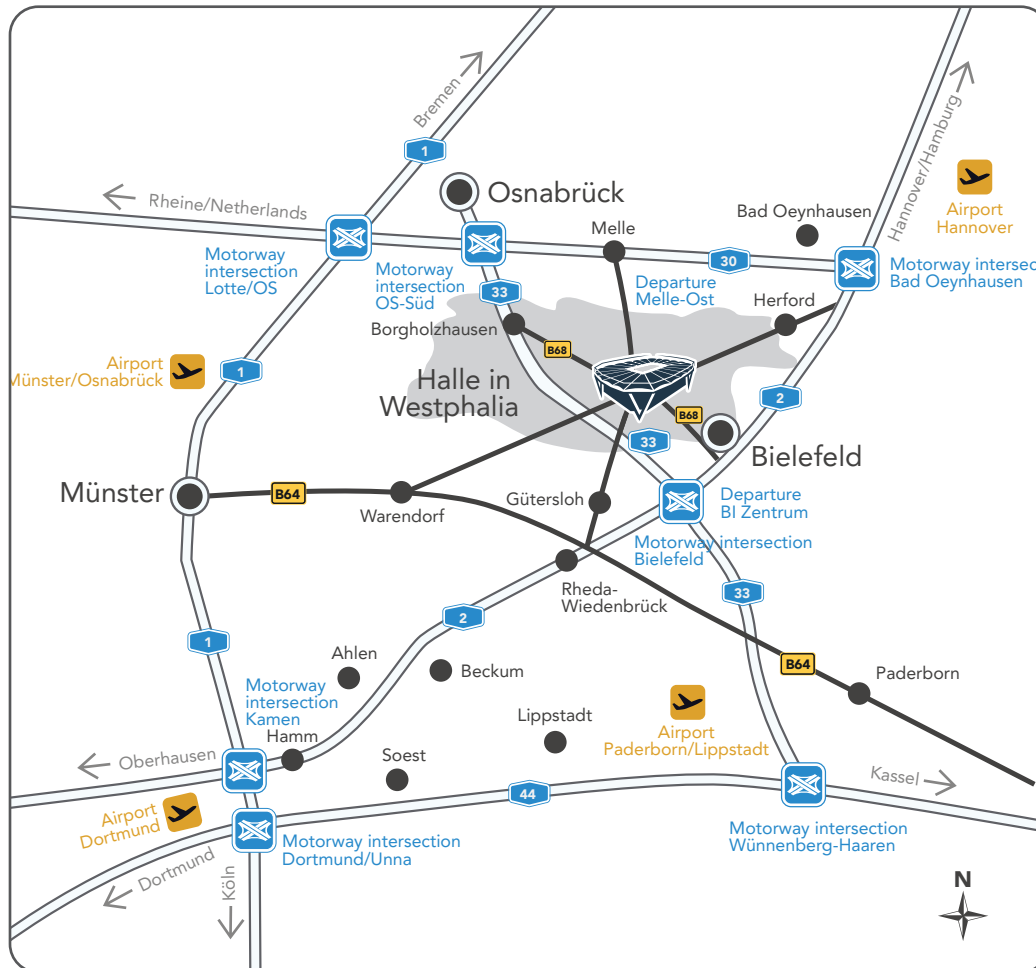 Bremen
1
Hannover/Hamburg
Rheine/Netherlands
Osnabrück
Airport
Hannover
Melle
Bad Oeynhausen
Motorway
intersection
Lotte/OS
Motorway
intersection
OS-Süd
30
Departure
Melle-Ost
Motorway intersec
Bad Oeynhausen
33
Borgholzhausen
Herford
B68
Airport
Münster/Osnabrück
1
Halle in
Westphalia
2
B68
33
Bielefeld
Münster
B64
Warendorf
Gütersloh
Departure
BI Zentrum
Motorway intersection
Bielefeld
Rheda-
Wiedenbrück
33
2
1
Ahlen
Beckum
B64
Paderborn
Motorway
intersection
Kamen
Hamm
Lippstadt
Airport
Paderborn/Lippstadt
Oberhausen
Soest
44
Kassel
Airport
Dortmund
Motorway intersection
Dortmund/Unna
Motorway intersection
Wünnenberg-Haaren
Dortmund
Köln
N